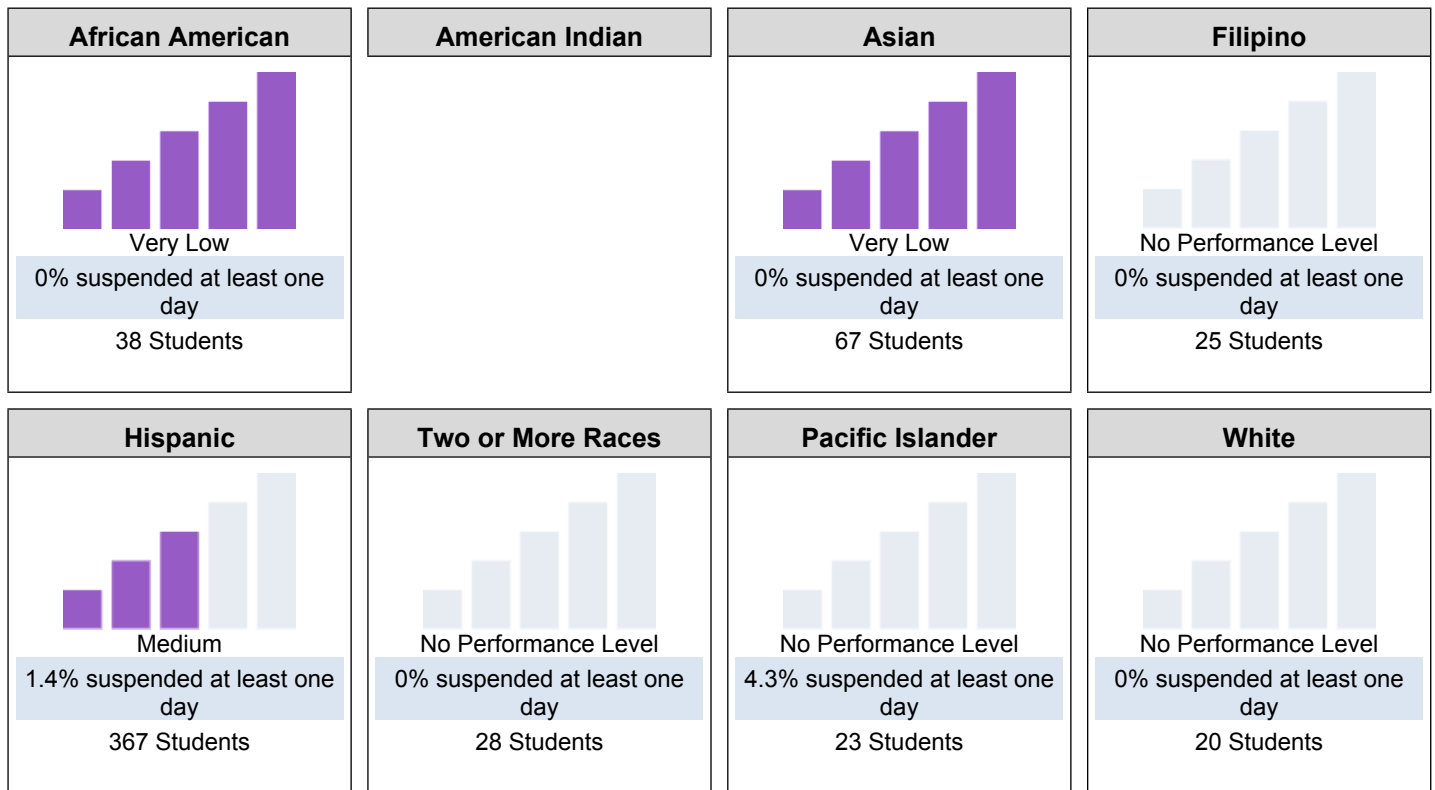 African American
Very Low
0% suspended at least one
day
38 Students
American Indian
Asian
Very Low
0% suspended at least one
day
67 Students
Filipino
No Performance Level
0% suspended at least one
day
25 Students
Hispanic
Medium
1.4% suspended at least one
day
367 Students
Two or More Races
No Performance Level
0% suspended at least one
day
28 Students
Pacific Islander
No Performance Level
4.3% suspended at least one
day
23 Students
White
No Performance Level
0% suspended at least one
day
20 Students